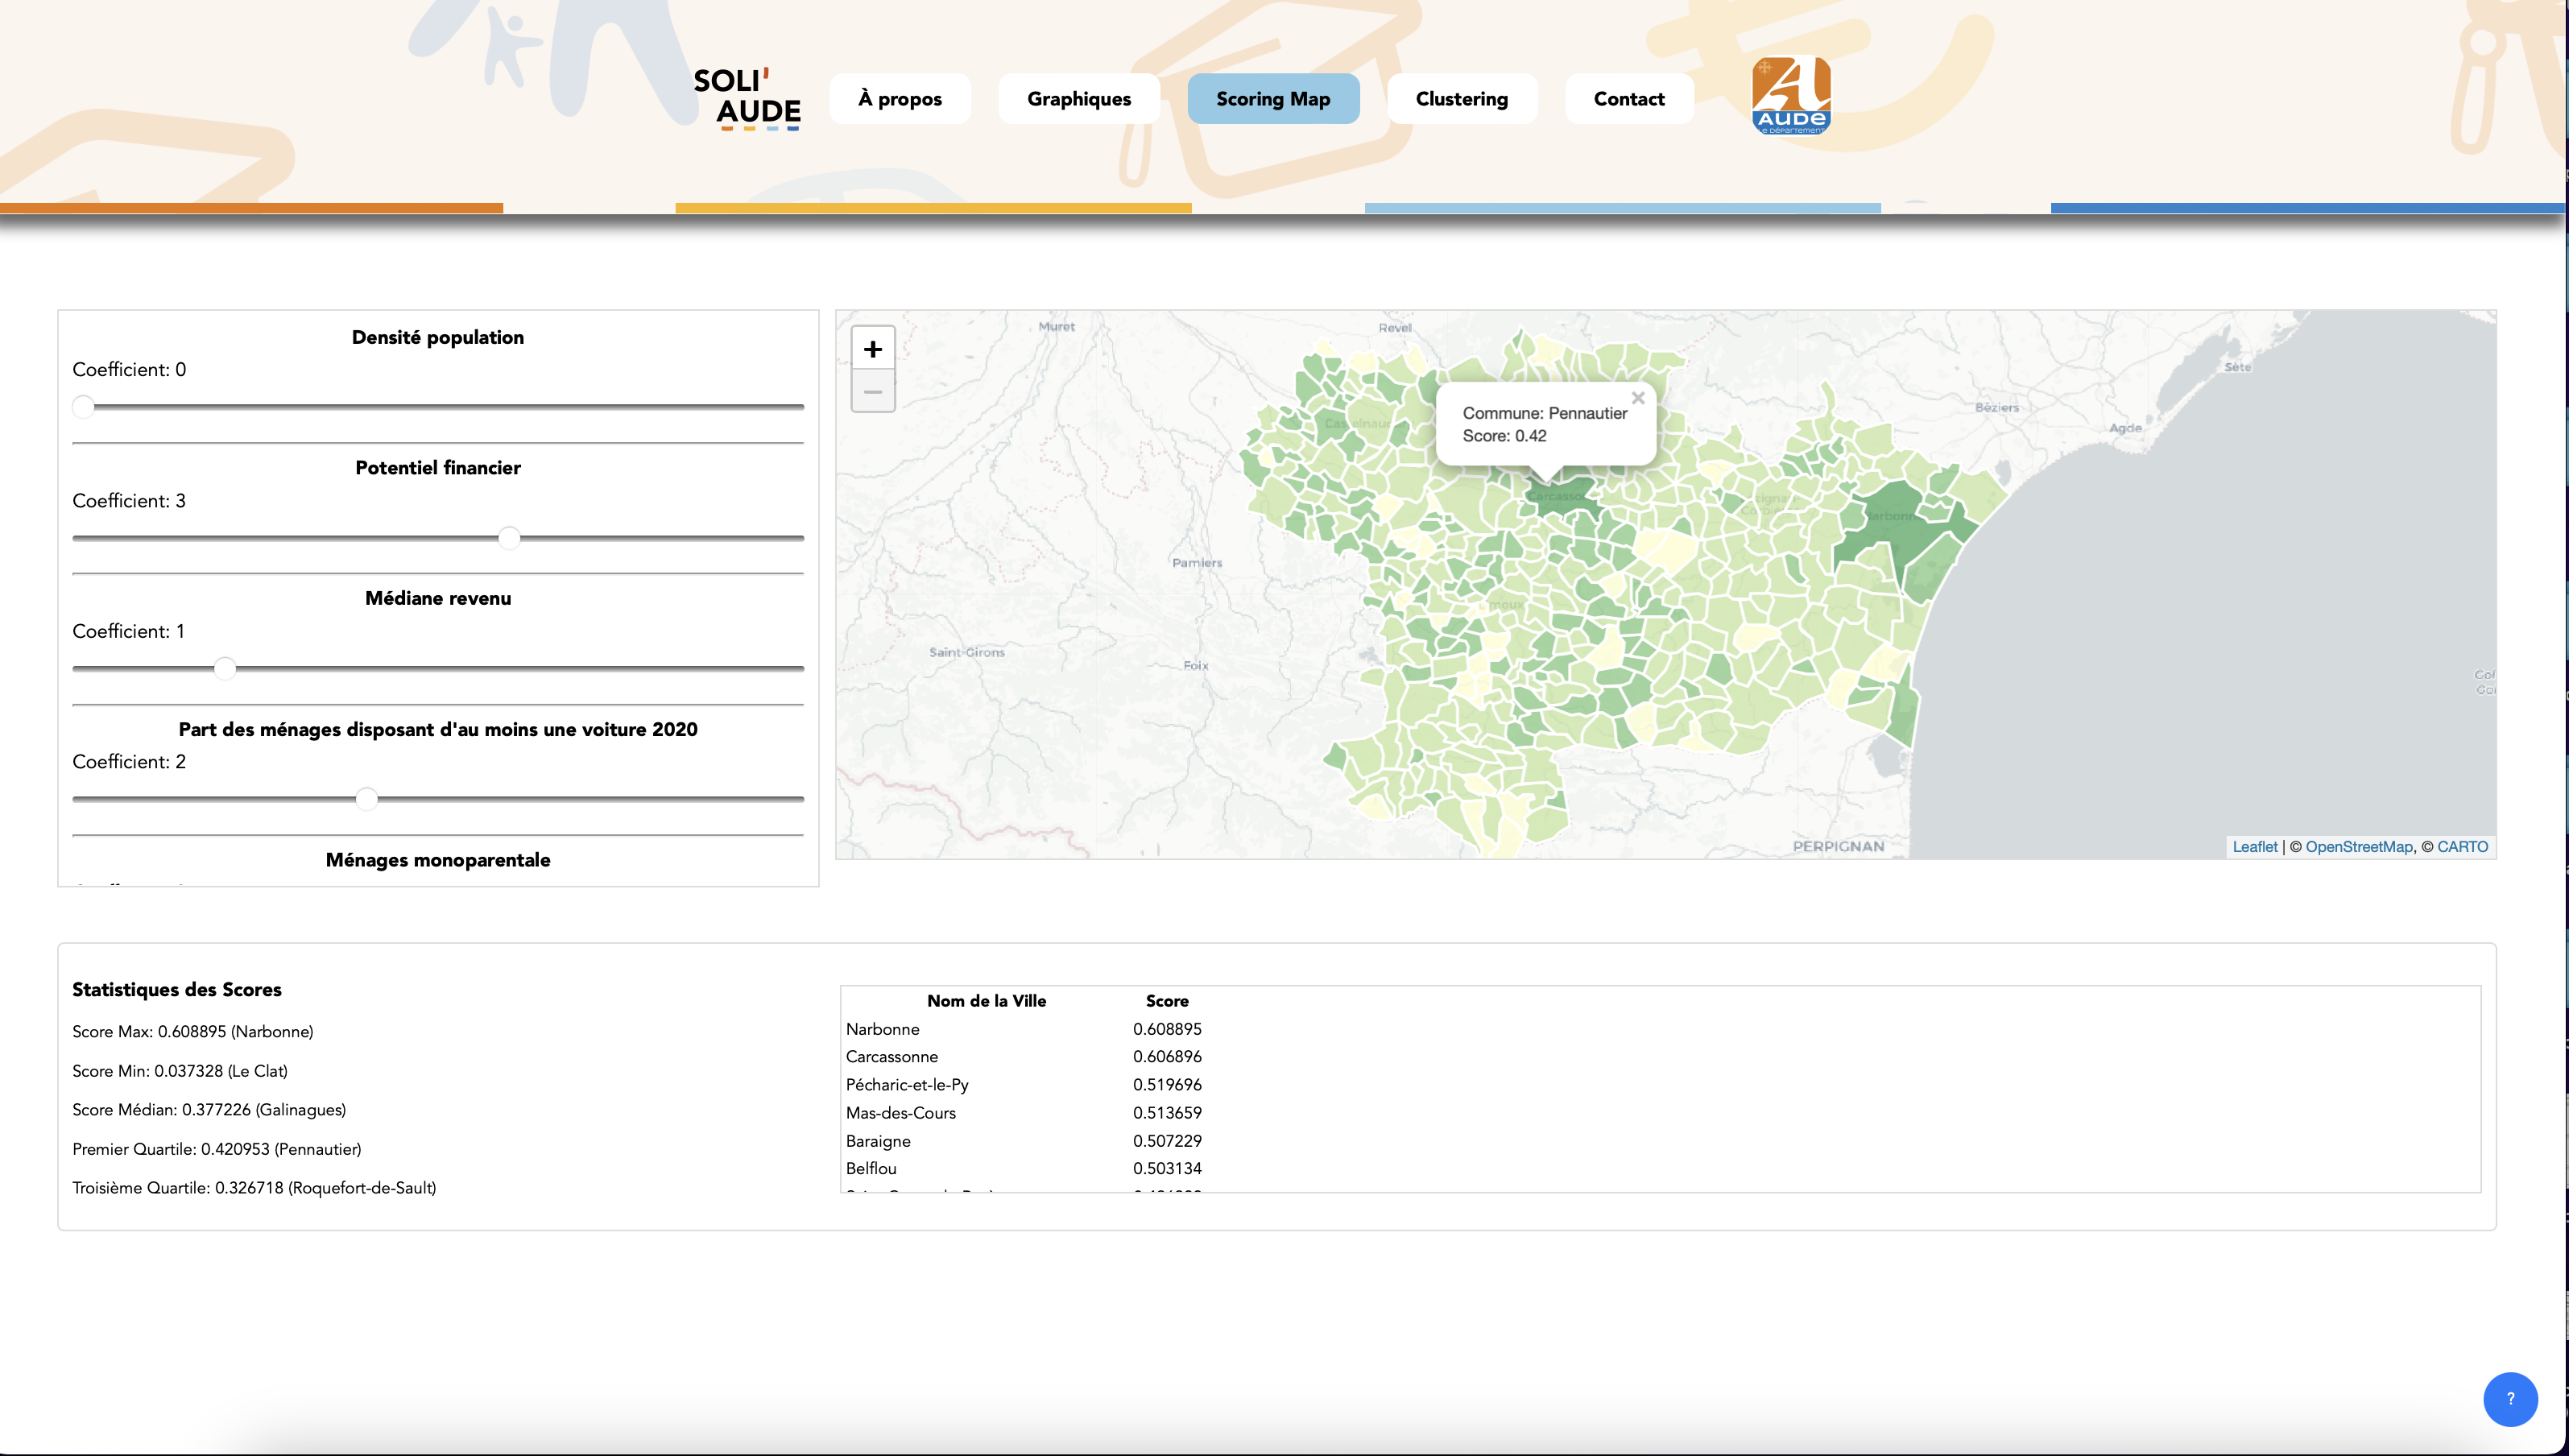 SOLI'
AUDE
À propos
Graphiques
Scoring Map
Clustering
Contact
AUDE
LE DÉPARTEMENT
Densité population
Coefficient: 0
Potentiel financier
Coefficient: 3
Médiane revenu
Coefficient: 1
Part des ménages disposant d'au moins une voiture 2020
Coefficient: 2
Ménages monoparentale
+
−
Muret
Revel
Commune: Pennautier
Score: 0.42
×
Sète
Béziers
Agde
Pamiers
Saint-Girons
Foix
PERPIGNAN
Leaflet | © OpenStreetMap, © CARTO
Statistiques des Scores
Score Max: 0.608895 (Narbonne)
Score Min: 0.037328 (Le Clat)
Score Médian: 0.377226 (Galinagues)
Premier Quartile: 0.420953 (Pennautier)
Troisième Quartile: 0.326718 (Roquefort-de-Sault)
Nom de la Ville Score
Narbonne 0.608895
Carcassonne 0.606896
Pécharic-et-le-Py 0.519696
Mas-des-Cours 0.513659
Baraigne 0.507229
Belflou 0.503134
?